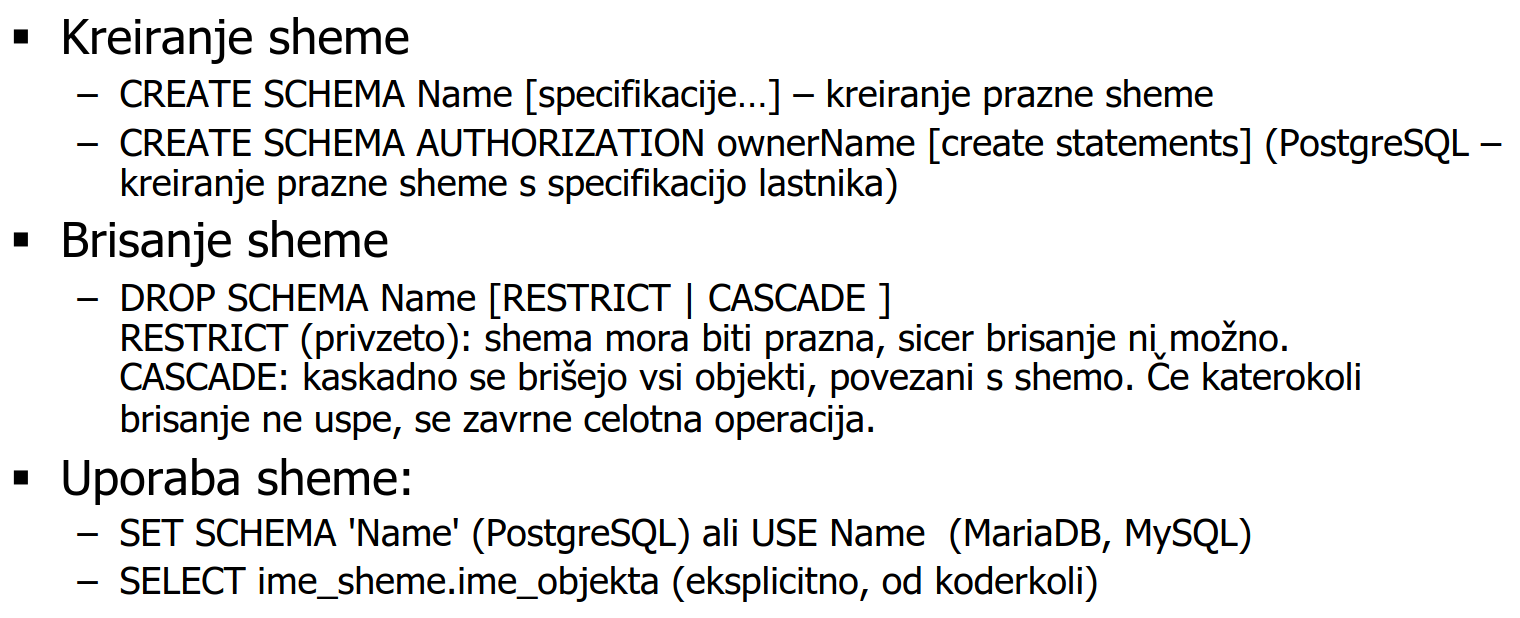 ▪ Kreiranje sheme
– CREATE SCHEMA Name [specifikacije…] – kreiranje prazne sheme
– CREATE SCHEMA AUTHORIZATION ownerName [create statements] (PostgreSQL –
kreiranje prazne sheme s specifikacijo lastnika)
▪ Brisanje sheme
– DROP SCHEMA Name [RESTRICT | CASCADE ]
RESTRICT (privzeto): shema mora biti prazna, sicer brisanje ni možno.
CASCADE: kaskadno se brišejo vsi objekti, povezani s shemo. Če katerokoli
brisanje ne uspe, se zavrne celotna operacija.
▪ Uporaba sheme:
– SET SCHEMA 'Name' (PostgreSQL) ali USE Name (MariaDB, MySQL)
– SELECT ime_sheme.ime_objekta (eksplicitno, od koderkoli)